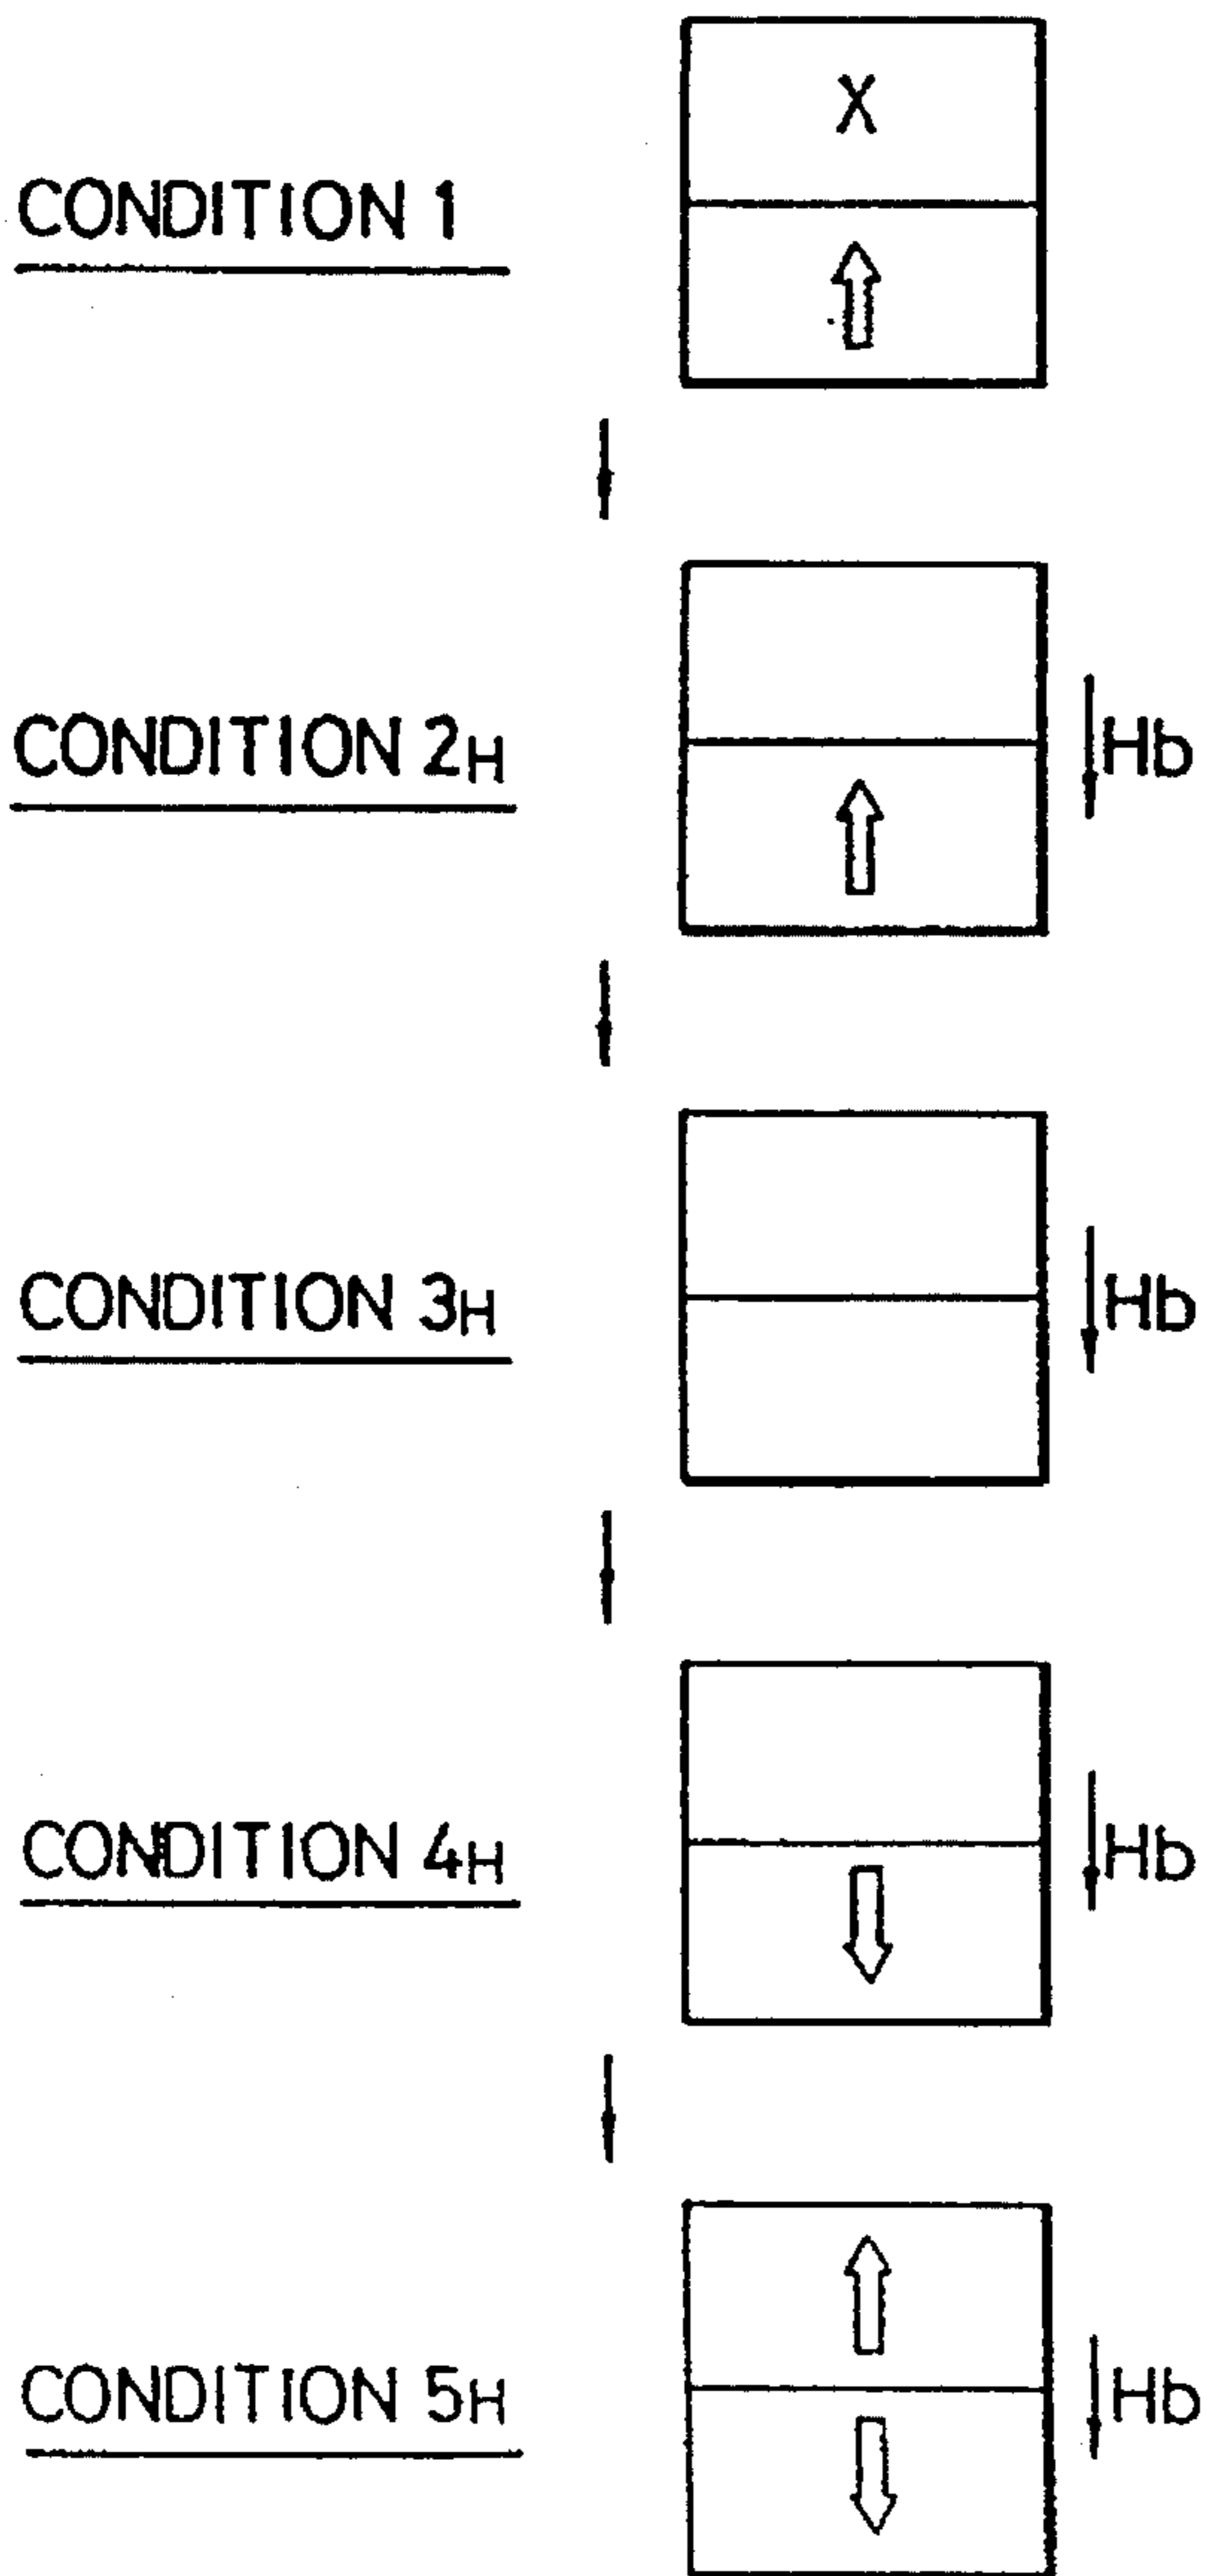 X
CONDITION 1
CONDITION 2H
Hb
CONDITION 3H
Hb
CONDITION 4H
Hb
CONDITION 5H
Hb